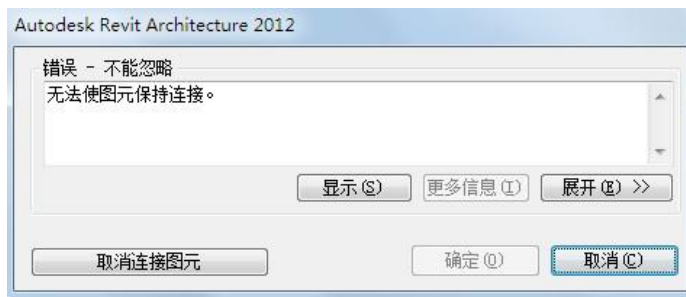 Autodesk Revit Architecture 2012
错误 - 不能忽略
无法使图元保持连接。
显示(S) 更多信息(I) 展开(E) >>
取消连接图元 确定(O) 取消(C)